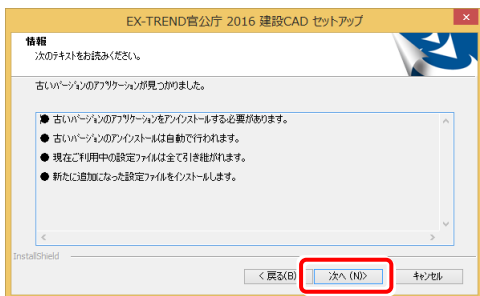 EX-TREND官公庁 2016 建設CAD セットアップ
情報
次のテキストをお読みください。
古いバージョンのアプリケーションが見つかりました。
● 古いバージョンのアプリケーションをアンインストールする必要があります。
● 古いバージョンのアンインストールは自動で行われます。
● 現在ご利用中の設定ファイルは全て引き継がれます。
● 新たに追加になった設定ファイルをインストールします。
InstallShield
< 戻る(B)
次へ (N)>
キャンセル